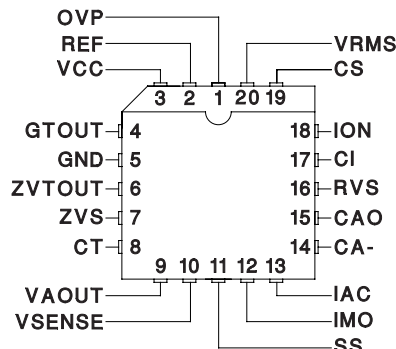 OVP
REF VRMS
VCC CS
3 2 1 20 19
GTOUT 4 18 ION
GND 5 17 CI
ZVTOUT 6 16 RVS
ZVS 7 15 CAO
CT 8 14 CA-
9 10 11 12 13
VAOUT IAC
VSENSE IMO
SS